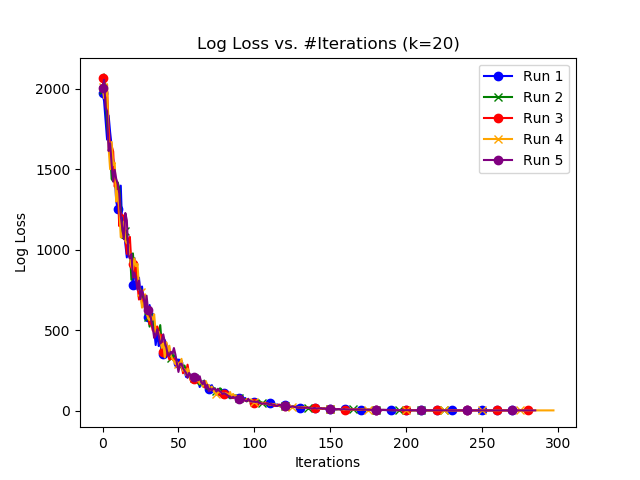 Log Loss vs. #Iterations (k=20)
Run 1
Run 2
Run 3
Run 4
Run 5
Log Loss
2000
1500
1000
500
0
0 50 100 150 200 250 300
Iterations